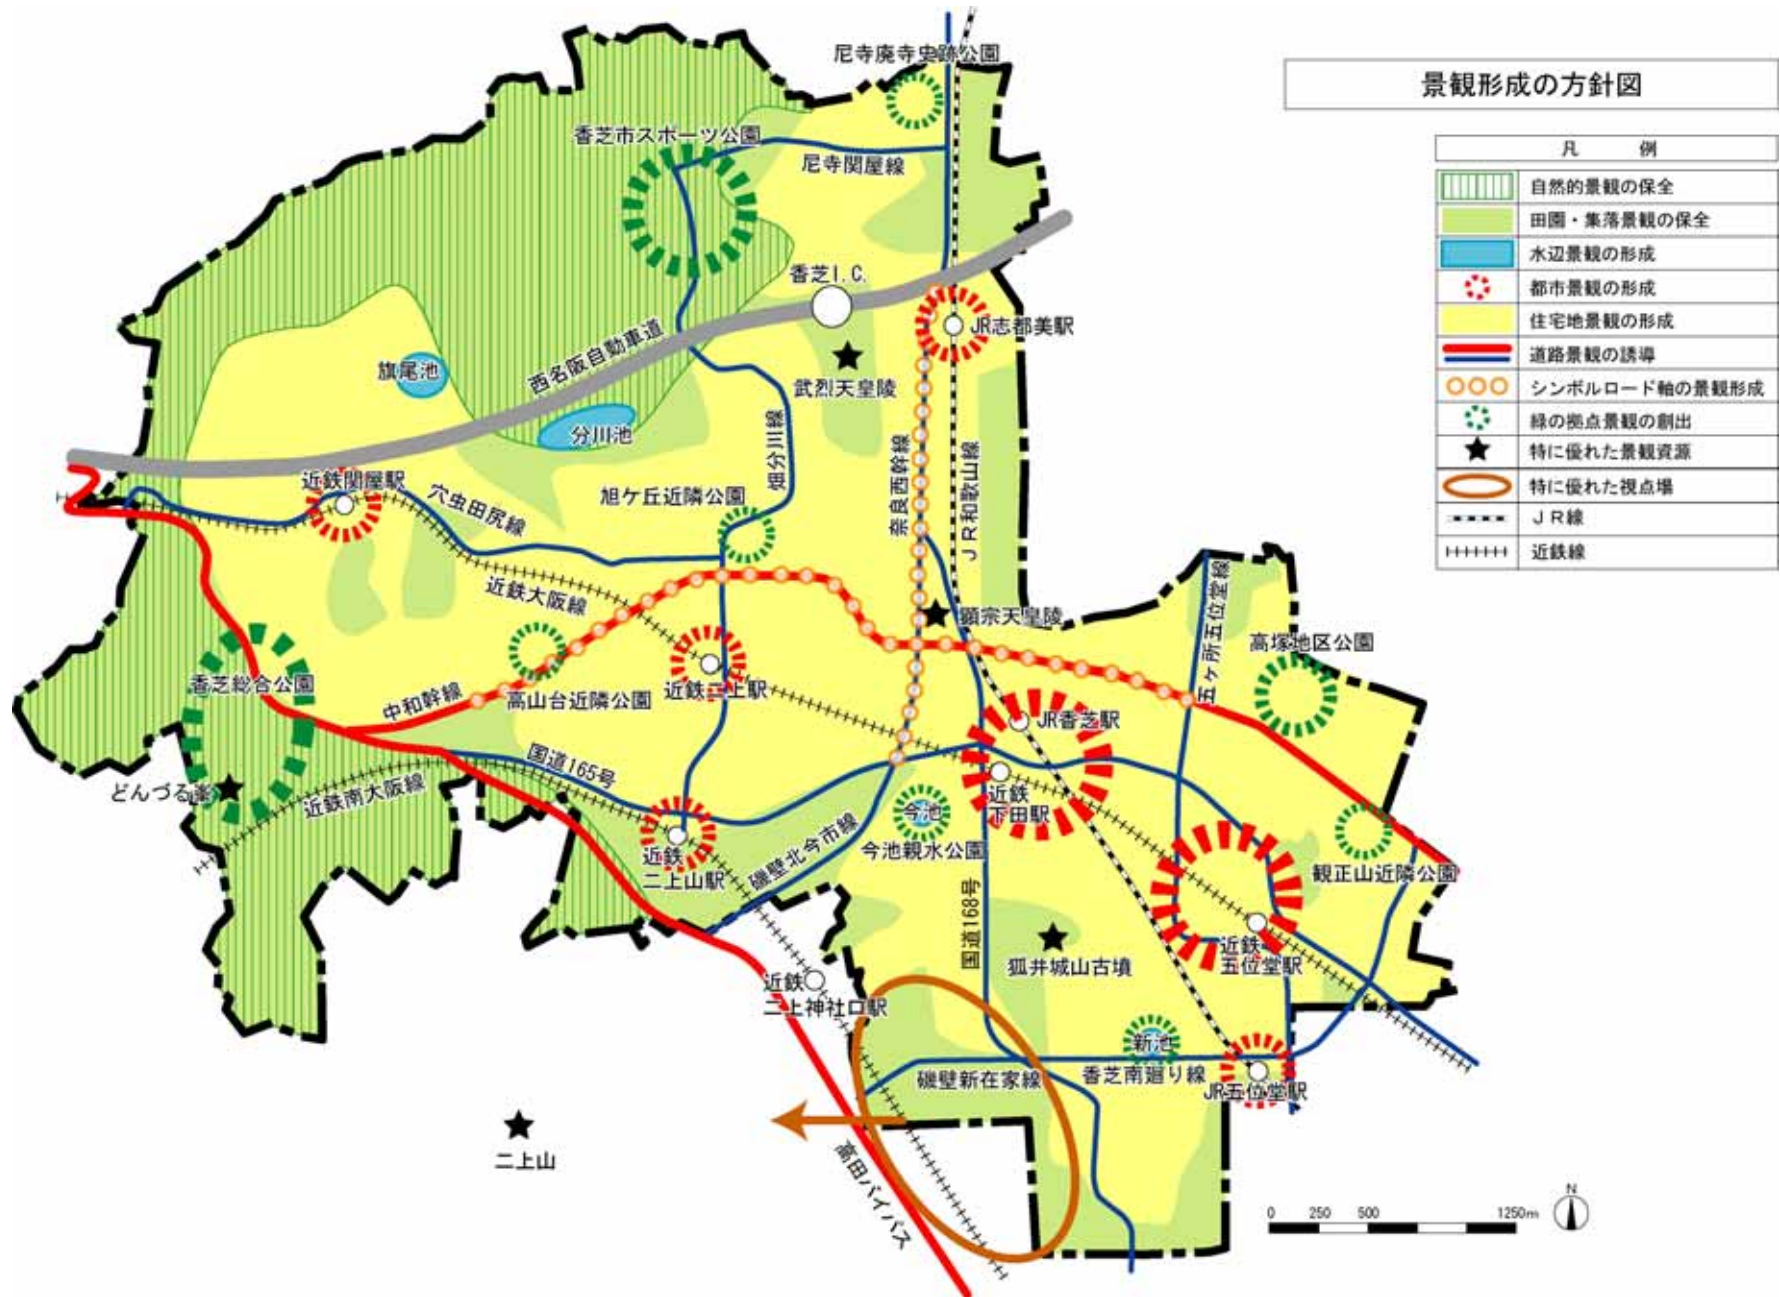 景観形成の方針図
凡 例
自然的景観の保全
田園・集落景観の保全
水辺景観の形成
都市景観の形成
住宅地景観の形成
道路景観の誘導
シンボルロード軸の景観形成
緑の拠点景観の創出
特に優れた景観資源
特に優れた視点場
JR線
近鉄線
尼寺廃寺史跡公園
香芝市スポーツ公園
尼寺関屋線
香芝I.C.
JR志都美駅
西名阪自動車道
旗尾池
武烈天皇陵
分川池
畑分川線
奈良西幹線
JR和歌山線
近鉄関屋駅
穴虫田尻線
旭ケ丘近隣公園
近鉄大阪線
顕宗天皇陵
五ヶ所五位堂線
高塚地区公園
香芝総合公園
中和幹線
高山台近隣公園
近鉄二上駅
JR香芝駅
国道165号
どんづる峯
近鉄南大阪線
近鉄
下田駅
今池
今池親水公園
近鉄
二上山駅
磯壁北今市線
観正山近隣公園
国道168号
狐井城山古墳
近鉄
五位堂駅
近鉄
二上神社口駅
新池
磯壁新在家線
香芝南廻り線
JR五位堂駅
二上山
高田バイパス
0 250 500 1250m
N